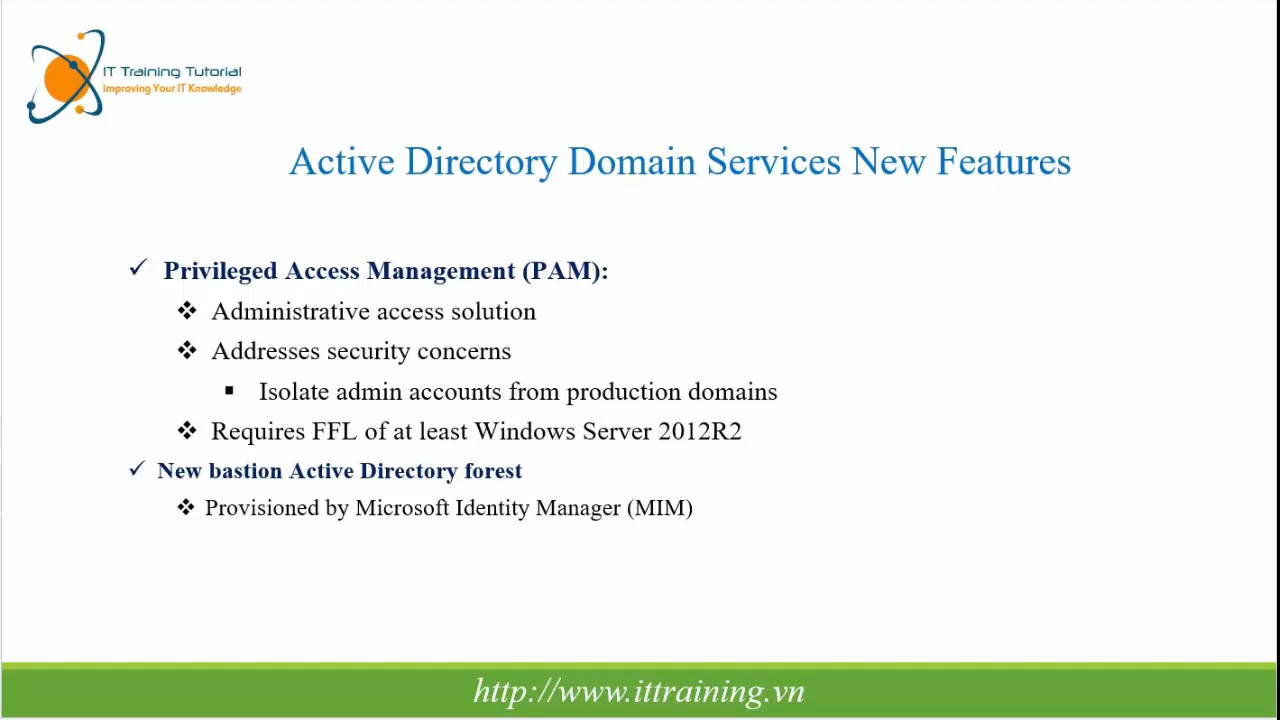 IT Training Tutorial
Improving Your IT Knowledge
Active Directory Domain Services New Features
✓ Privileged Access Management (PAM):
❖ Administrative access solution
❖ Addresses security concerns
▪ Isolate admin accounts from production domains
❖ Requires FFL of at least Windows Server 2012R2
✓ New bastion Active Directory forest
❖ Provisioned by Microsoft Identity Manager (MIM)
http://www.ittraining.vn